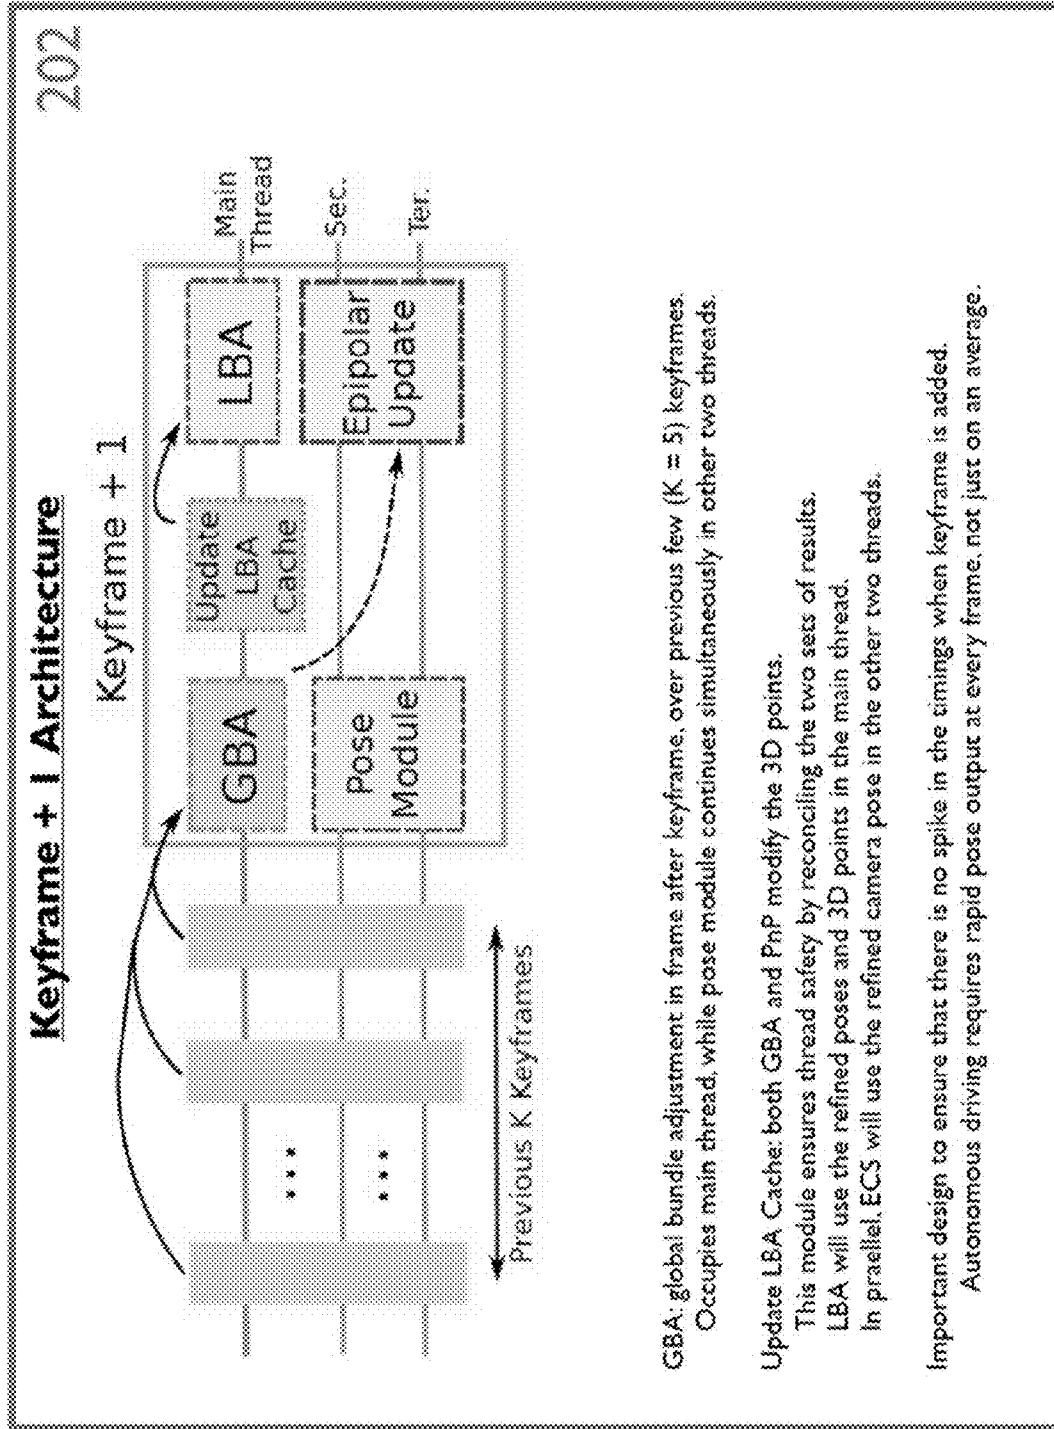 202
Keyframe + 1 Architecture
Keyframe + 1
GBA
Update
LBA
Cache
LBA
Main
Thread
Pose
Module
Epipolar
Update
Sec.
Ter.
...
...
Previous K Keyframes
GBA: global bundle adjustment in frame after keyframe, over previous few (K = 5) keyframes.
Occupies main thread, while pose module continues simultaneously in other two threads.
Update LBA Cache: both GBA and PnP modify the 3D points.
This module ensures thread safety by reconciling the two sets of results.
LBA will use the refined poses and 3D points in the main thread.
In praellel, ECS will use the refined camera pose in the other two threads.
Important design to ensure that there is no spike in the timings when keyframe is added.
Autonomous driving requires rapid pose output at every frame, not just on an average.